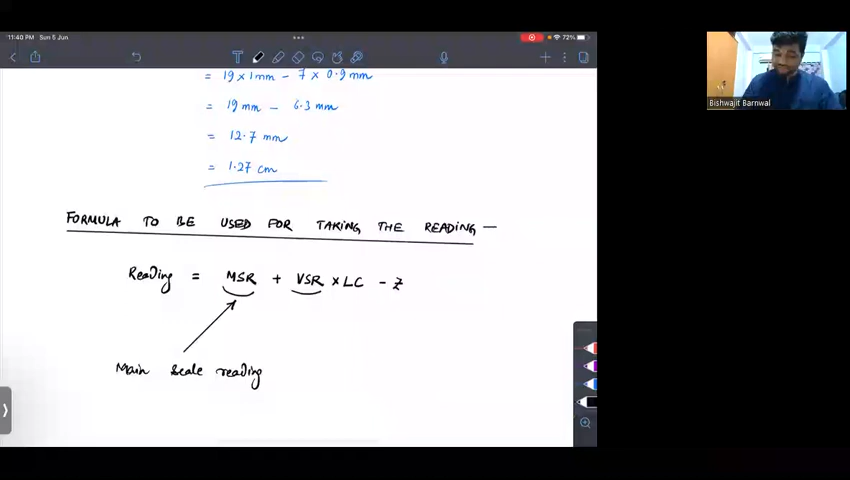 11:40 PM Sun 5 Jun
72%
= 19 x 1mm - 7 x 0.9 mm
= 19 mm - 6.3 mm
= 12.7 mm
= 1.27 cm
FORMULA TO BE USED FOR TAKING THE READING -
Reading = MSR + VSR x LC - Z
Main Scale reading
Bishwajit Barnwal